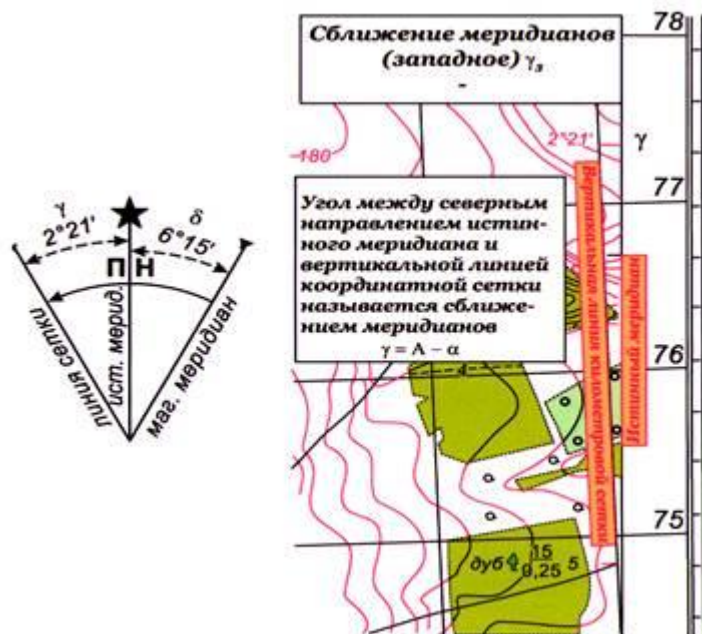 Сближение меридианов
(западное) γз
-
78
γ
2°21'
δ
6°15'
П Н
линия сетки
ист. мерид.
маг. меридиан
180
2°21'
γ
77
Угол между северным
направлением истин-
ного меридиана и
вертикальной линией
координатной сетки
называется сближе-
нием меридианов
γ = А – α
Вертикальная линия километровой сетки
Истинный меридиан
76
75
дуб 15
0,25 5